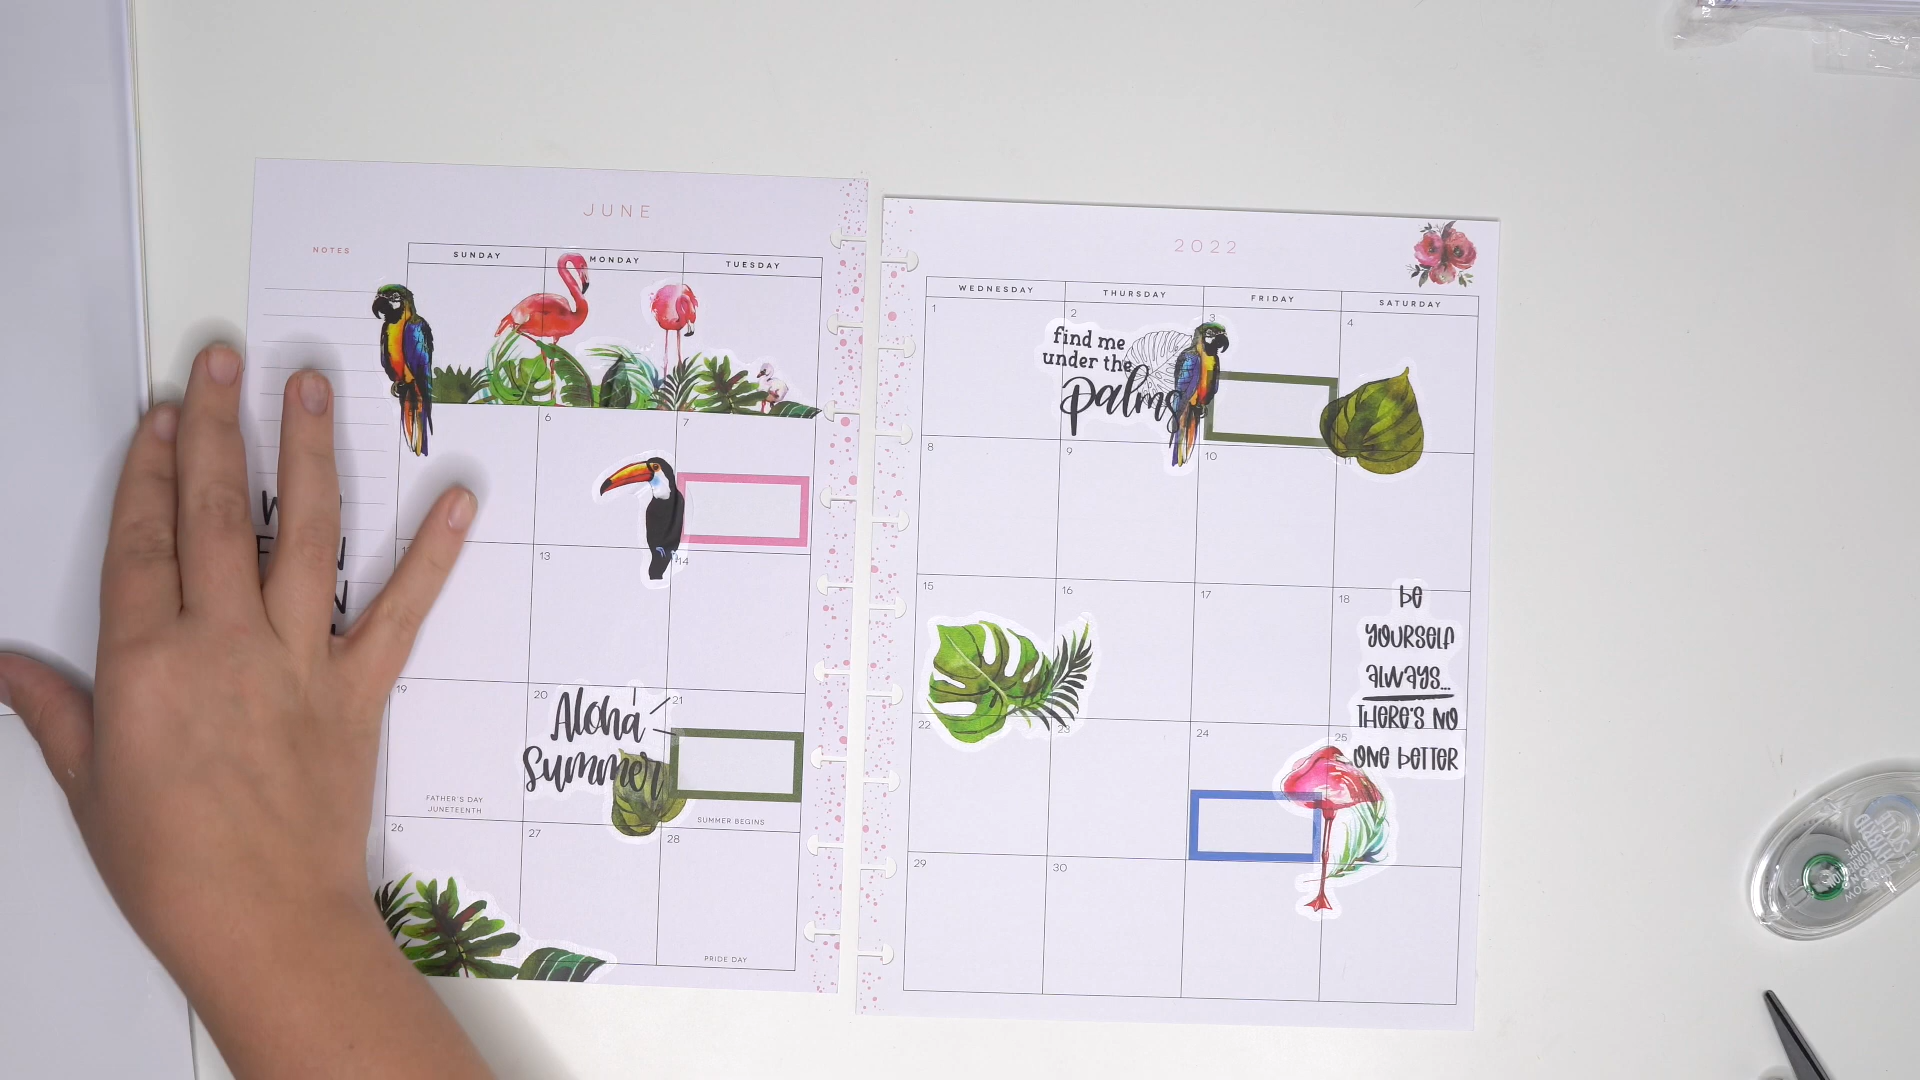 JUNE
NOTES
SUNDAY MONDAY TUESDAY
6 7
13 14
19 20 21
Aloha
Summer
FATHER'S DAY
JUNETEENTH
SUMMER BEGINS
26 27 28
PRIDE DAY
2022
WEDNESDAY THURSDAY FRIDAY SATURDAY
1 2 3 4
find me
under the
palms
8 9 10 11
15 16 17 18
be
yourself
always...
there's no
one better
22 23 24 25
29 30